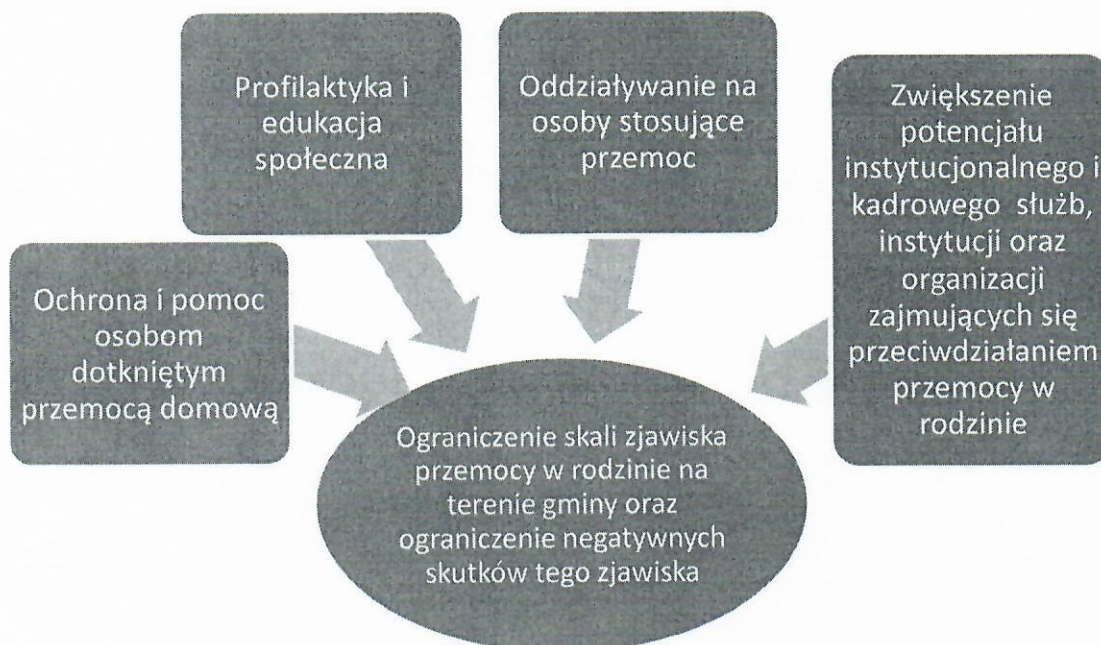 Profilaktyka i
edukacja
społeczna
Oddziaływanie na
osoby stosujące
przemoc
Zwiększenie
potencjału
instytucjonalnego i
kadrowego służb,
instytucji oraz
organizacji
zajmujących się
przeciwdziałaniem
przemocy w
rodzinie
Ochrona i pomoc
osobom
dotkniętym
przemocą domową
Ograniczenie skali zjawiska
przemocy w rodzinie na
terenie gminy oraz
ograniczenie negatywnych
skutków tego zjawiska